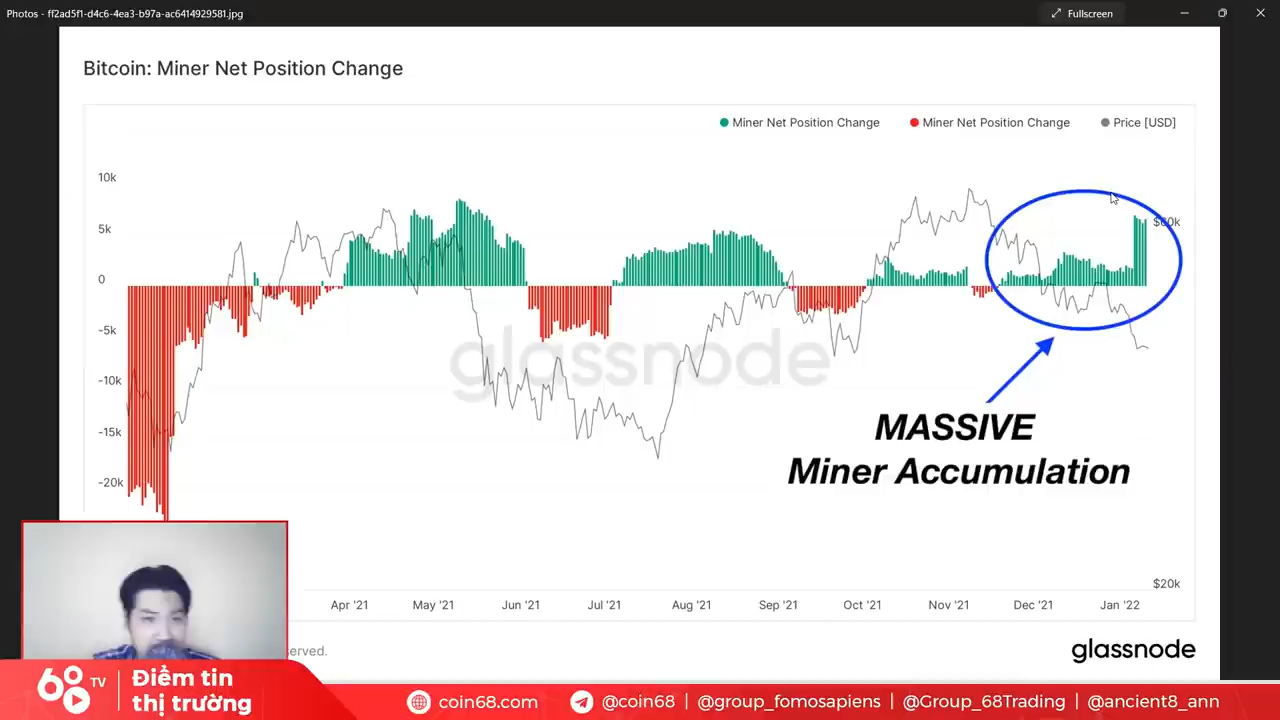 Photos - ff2ad5f1-d4c6-4ea3-b97a-ac6414929581.jpg
Fullscreen
Bitcoin: Miner Net Position Change
Miner Net Position Change
Miner Net Position Change
Price [USD]
10k
5k
0
-5k
-10k
-15k
-20k
$60k
$20k
glassnode
MASSIVE
Miner Accumulation
Apr '21
May '21
Jun '21
Jul '21
Aug '21
Sep '21
Oct '21
Nov '21
Dec '21
Jan '22
glassnode
68 TV
Điểm tin
thị trường
coin68.com
@coin68 | @group_fomosapiens | @Group_68Trading | @ancient8_ann